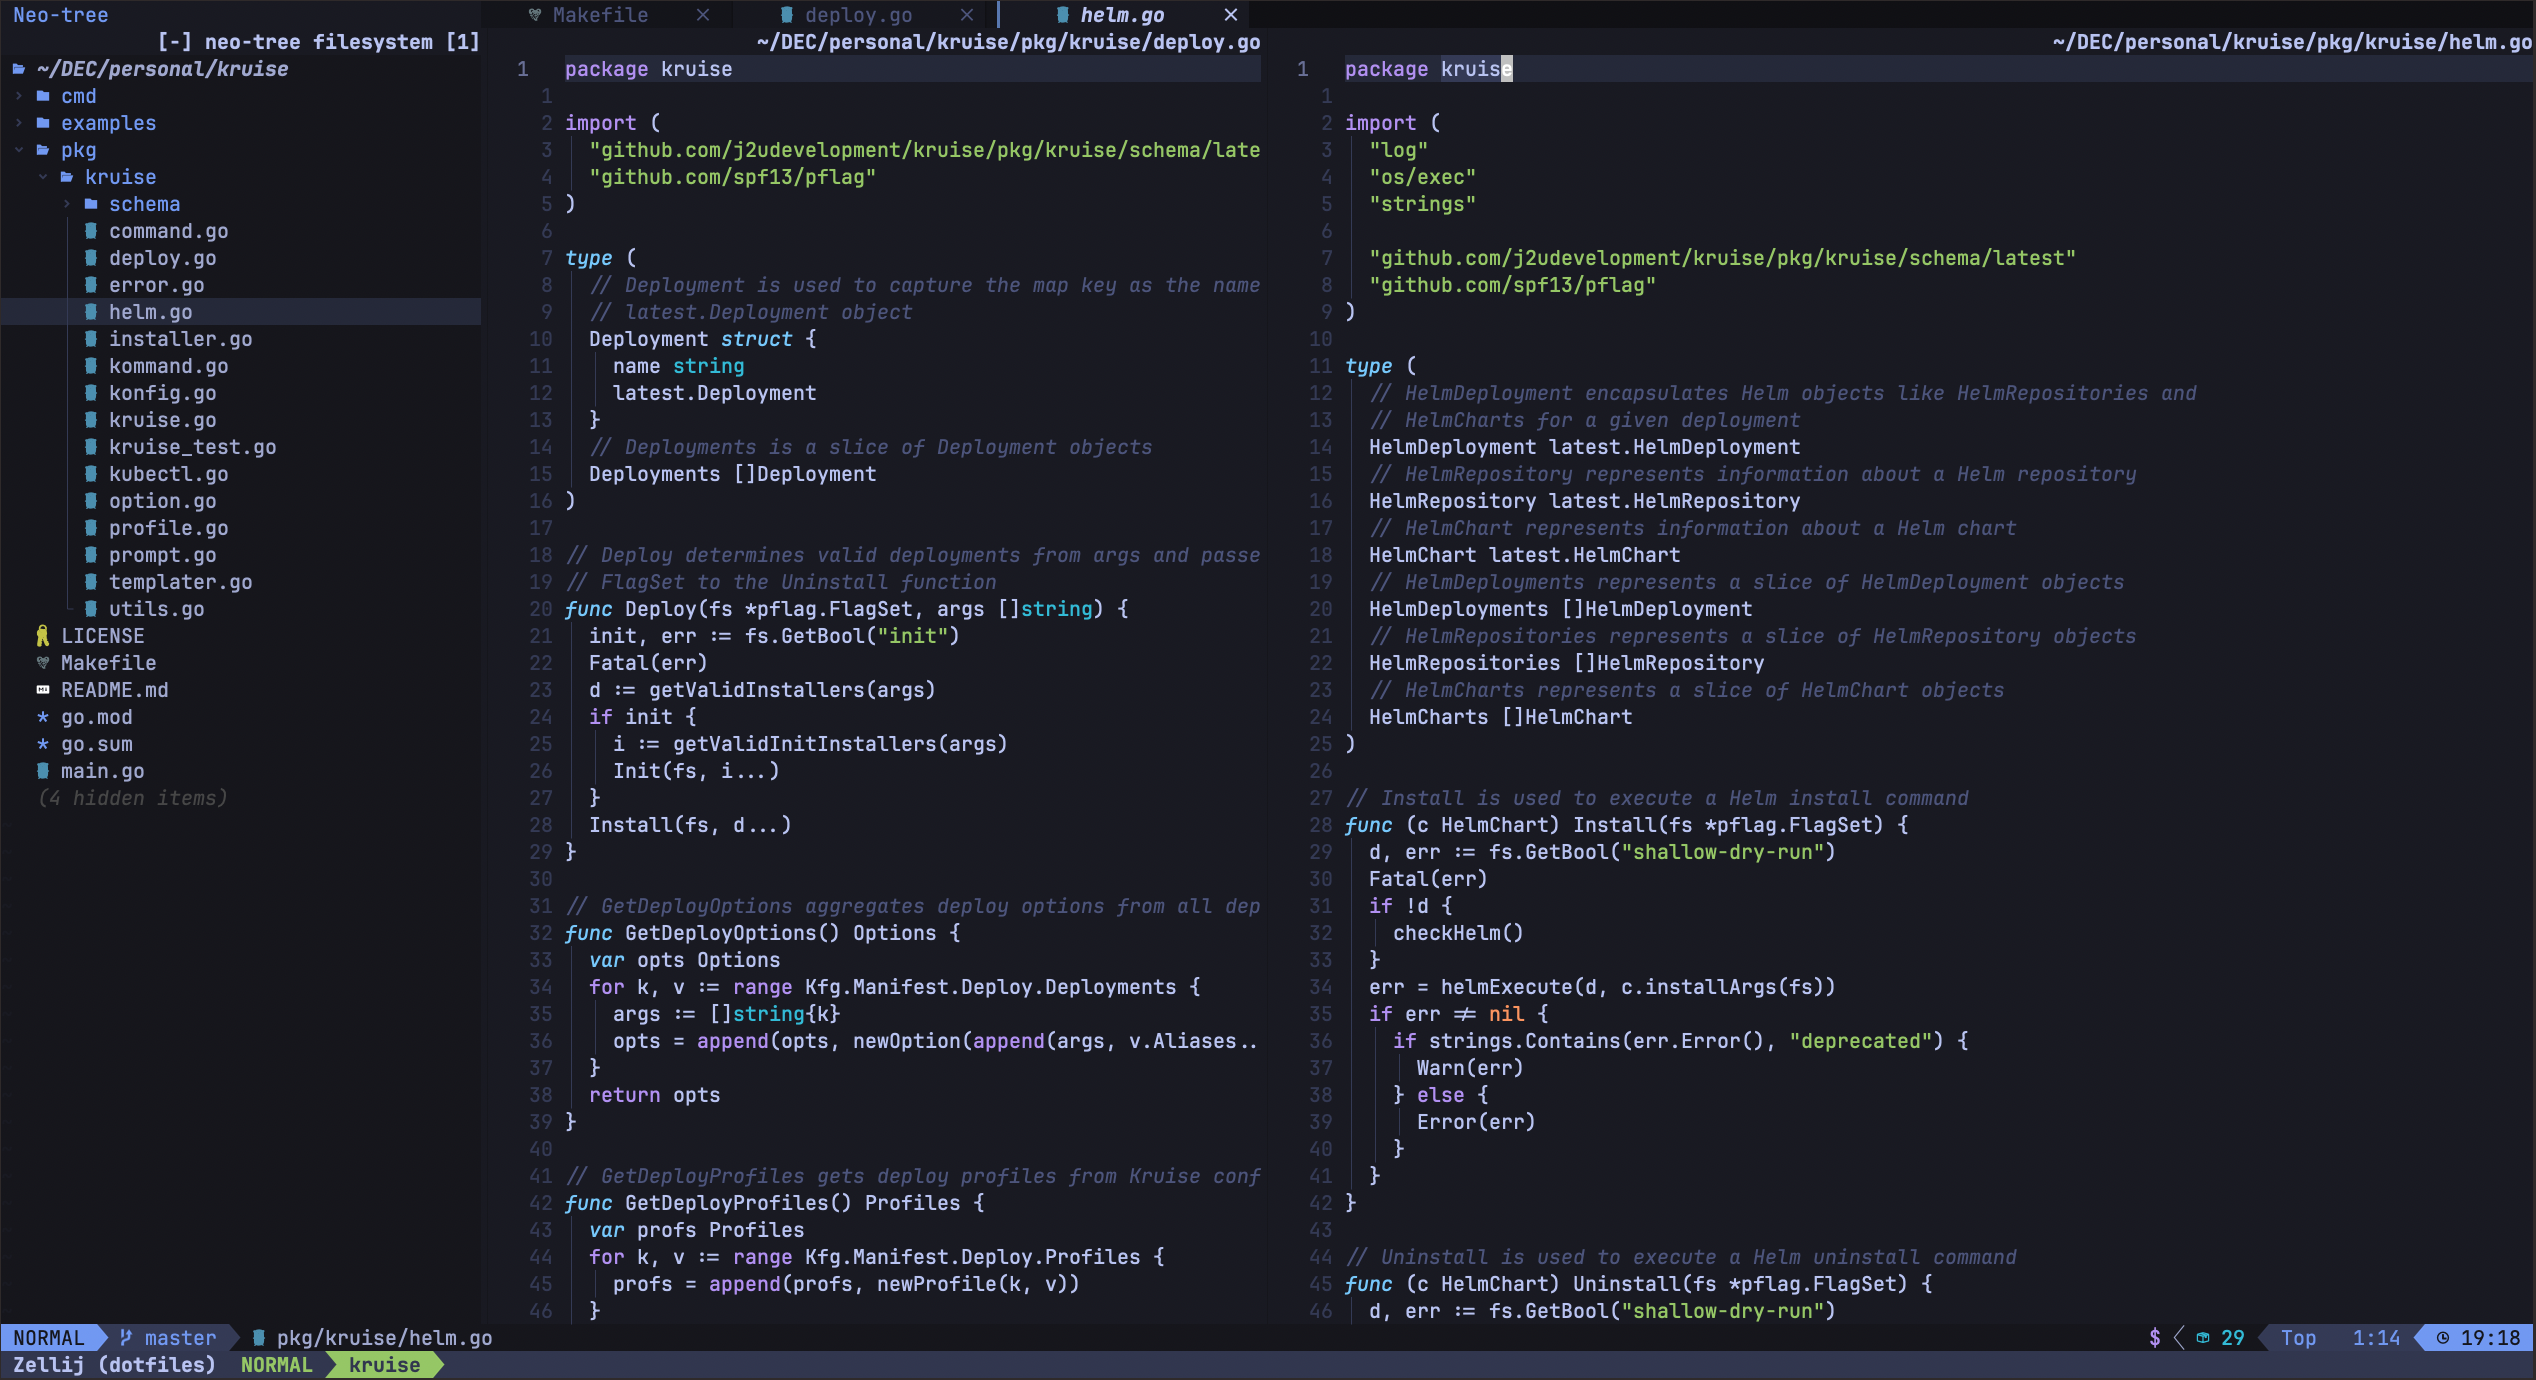 Neo-tree
[-] neo-tree filesystem [1]
~/DEC/personal/kruise
cmd
examples
pkg
kruise
schema
command.go
deploy.go
error.go
helm.go
installer.go
kommand.go
konfig.go
kruise.go
kruise_test.go
kubectl.go
option.go
profile.go
prompt.go
templater.go
utils.go
LICENSE
Makefile
README.md
go.mod
go.sum
main.go
(4 hidden items)
Makefile × deploy.go × helm.go ×
~/DEC/personal/kruise/pkg/kruise/deploy.go
1 package kruise
1
2 import (
3 "github.com/j2udevelopment/kruise/pkg/kruise/schema/late
4 "github.com/spf13/pflag"
5 )
6
7 type (
8 // Deployment is used to capture the map key as the name
9 // latest.Deployment object
10 Deployment struct {
11 name string
12 latest.Deployment
13 }
14 // Deployments is a slice of Deployment objects
15 Deployments []Deployment
16 )
17
18 // Deploy determines valid deployments from args and passe
19 // FlagSet to the Uninstall function
20 func Deploy(fs *pflag.FlagSet, args []string) {
21 init, err := fs.GetBool("init")
22 Fatal(err)
23 d := getValidInstallers(args)
24 if init {
25 i := getValidInitInstallers(args)
26 Init(fs, i...)
27 }
28 Install(fs, d...)
29 }
30
31 // GetDeployOptions aggregates deploy options from all dep
32 func GetDeployOptions() Options {
33 var opts Options
34 for k, v := range Kfg.Manifest.Deploy.Deployments {
35 args := []string{k}
36 opts = append(opts, newOption(append(args, v.Aliases..
37 }
38 return opts
39 }
40
41 // GetDeployProfiles gets deploy profiles from Kruise conf
42 func GetDeployProfiles() Profiles {
43 var profs Profiles
44 for k, v := range Kfg.Manifest.Deploy.Profiles {
45 profs = append(profs, newProfile(k, v))
46 }
~/DEC/personal/kruise/pkg/kruise/helm.go
1 package kruise
1
2 import (
3 "log"
4 "os/exec"
5 "strings"
6
7 "github.com/j2udevelopment/kruise/pkg/kruise/schema/latest"
8 "github.com/spf13/pflag"
9 )
10
11 type (
12 // HelmDeployment encapsulates Helm objects like HelmRepositories and
13 // HelmCharts for a given deployment
14 HelmDeployment latest.HelmDeployment
15 // HelmRepository represents information about a Helm repository
16 HelmRepository latest.HelmRepository
17 // HelmChart represents information about a Helm chart
18 HelmChart latest.HelmChart
19 // HelmDeployments represents a slice of HelmDeployment objects
20 HelmDeployments []HelmDeployment
21 // HelmRepositories represents a slice of HelmRepository objects
22 HelmRepositories []HelmRepository
23 // HelmCharts represents a slice of HelmChart objects
24 HelmCharts []HelmChart
25 )
26
27 // Install is used to execute a Helm install command
28 func (c HelmChart) Install(fs *pflag.FlagSet) {
29 d, err := fs.GetBool("shallow-dry-run")
30 Fatal(err)
31 if !d {
32 checkHelm()
33 }
34 err = helmExecute(d, c.installArgs(fs))
35 if err != nil {
36 if strings.Contains(err.Error(), "deprecated") {
37 Warn(err)
38 } else {
39 Error(err)
40 }
41 }
42 }
43
44 // Uninstall is used to execute a Helm uninstall command
45 func (c HelmChart) Uninstall(fs *pflag.FlagSet) {
46 d, err := fs.GetBool("shallow-dry-run")
NORMAL master pkg/kruise/helm.go $ 29 Top 1:14 19:18
Zellij (dotfiles) NORMAL kruise